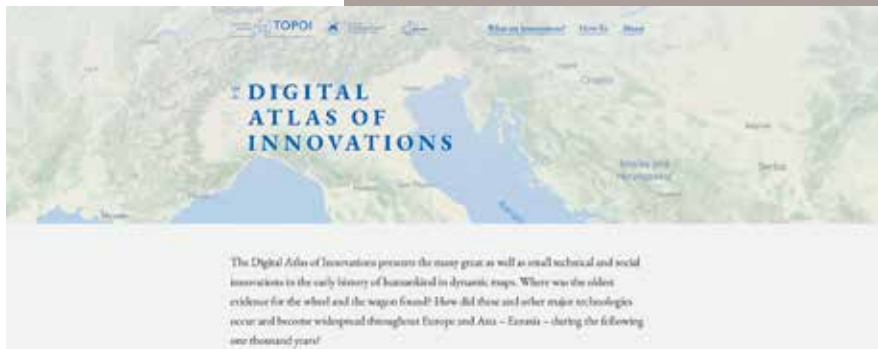 TOPOI
What are innovations? How To About
DIGITAL
ATLAS OF
INNOVATIONS
Croatia
Bosnia and
Herzegovina
Serbia
Monaco
The Digital Atlas of Innovations presents the many great as well as small technical and social
innovations in the early history of humankind in dynamic maps. Where was the oldest
evidence for the wheel and the wagon found? How did these and other major technologies
occur and become widespread throughout Europe and Asia – Eurasia – during the following
one thousand years?